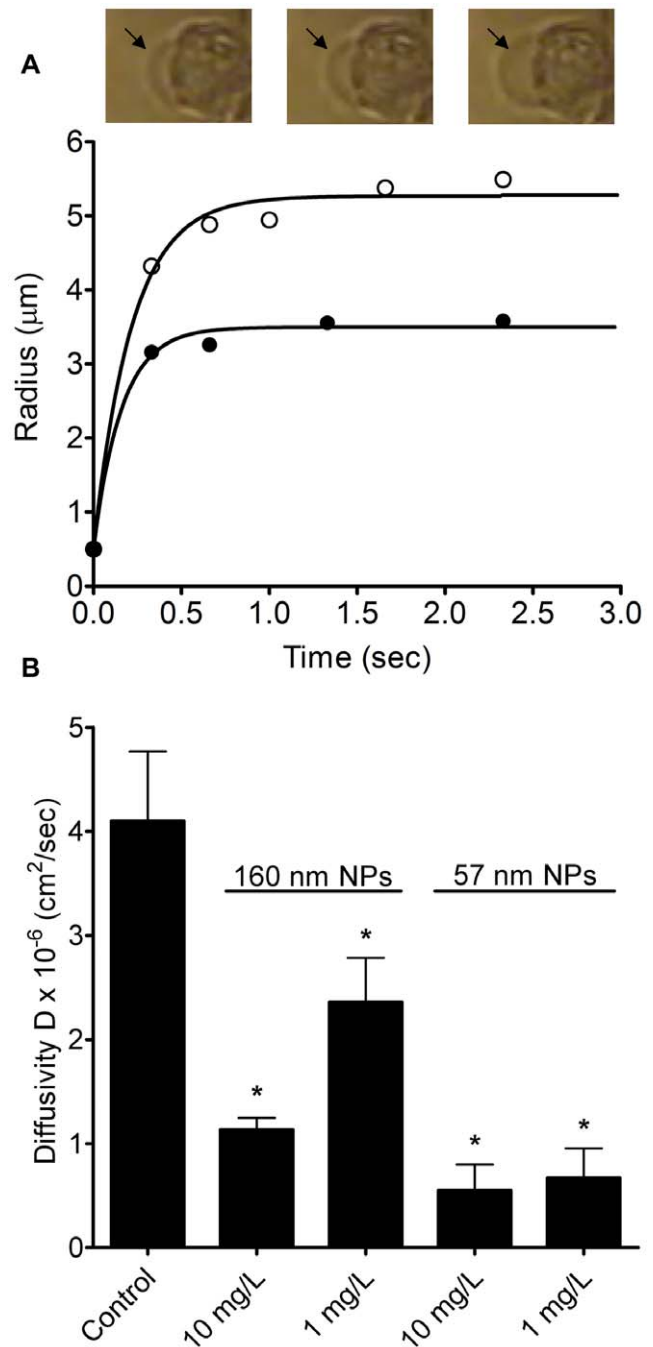 A
6
5
4
3
2
1
0
Radius (μm)
0.0 0.5 1.0 1.5 2.0 2.5 3.0
Time (sec)
B
5
4
3
2
1
0
Diffusivity D x 10⁻⁶ (cm²/sec)
160 nm NPs 57 nm NPs
*
*
*
*
Control 10 mg/L 1 mg/L 10 mg/L 1 mg/L